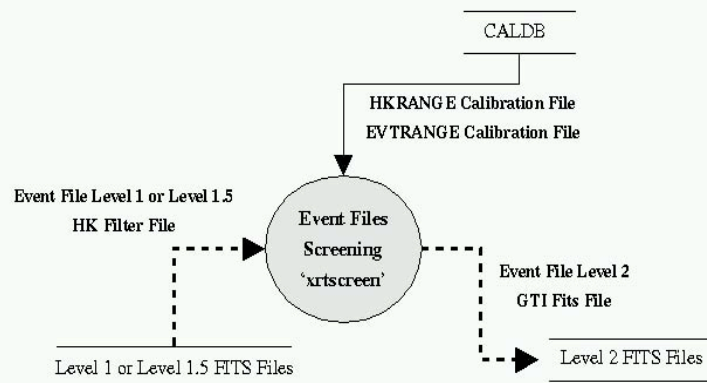 CALDB
HKRANGE Calibration File
EVTRANGE Calibration File
Event File Level 1 or Level 1.5
HK Filter File
Event Files
Screening
‘xrtscreen’
Event File Level 2
GTI Fits File
Level 1 or Level 1.5 FITS Files
Level 2 FITS Files